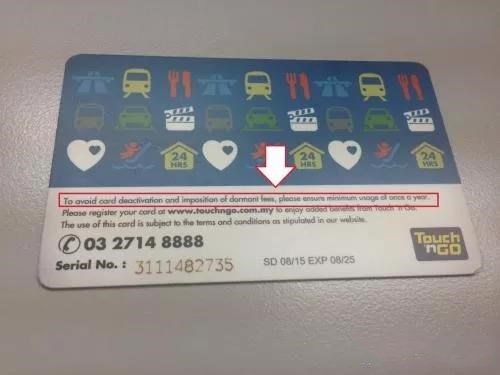 24
HRS
24
HRS
24
HRS
To avoid card deactivation and imposition of dormant fees, please ensure minimum usage of once a year.
Please register your card at www.touchngo.com.my to enjoy added benefits from Touch 'n Go.
The use of this card is subject to the terms and conditions as stipulated in our website.
03 2714 8888
Serial No. : 3111482735
SD 08/15 EXP 08/25
Touch
'n
GO